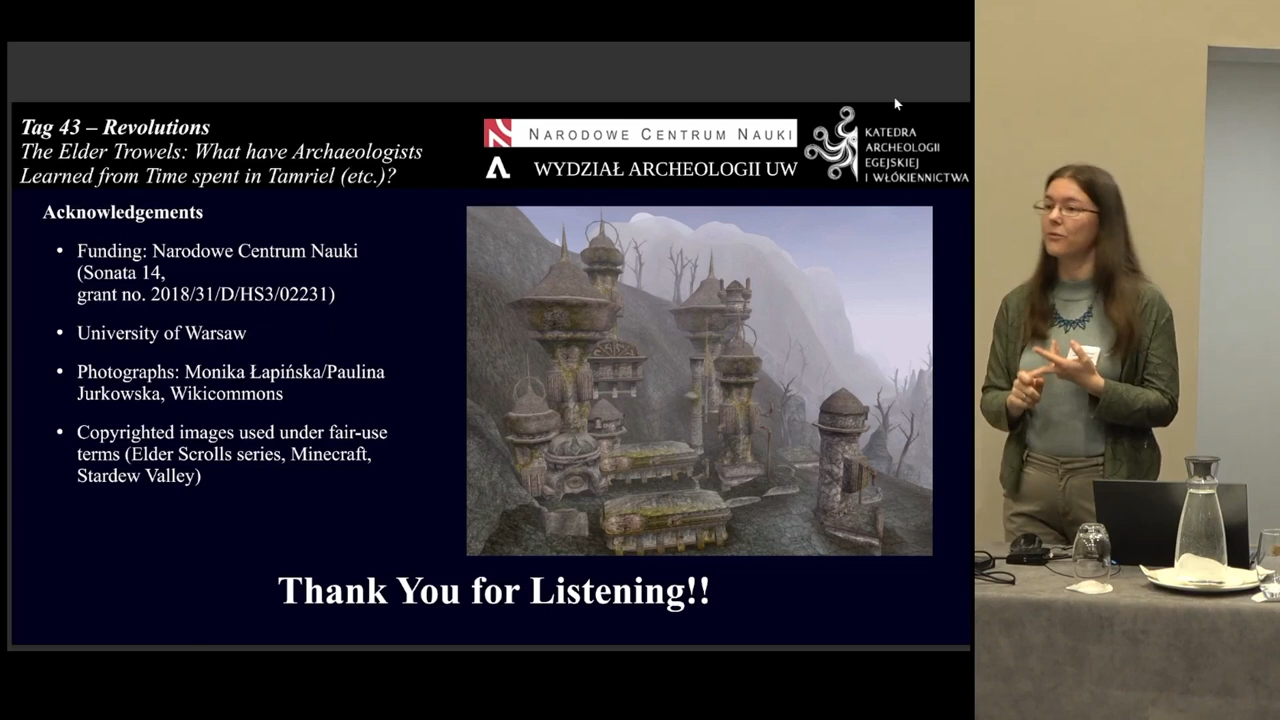 Tag 43 – Revolutions
The Elder Trowels: What have Archaeologists
Learned from Time spent in Tamriel (etc.)?
NARODOWE CENTRUM NAUKI
WYDZIAŁ ARCHEOLOGII UW
KATEDRA
ARCHEOLOGII
EGEJSKIEJ
I WŁÓKIENNICTWA
Acknowledgements
• Funding: Narodowe Centrum Nauki
(Sonata 14,
grant no. 2018/31/D/HS3/02231)
• University of Warsaw
• Photographs: Monika Łapińska/Paulina
Jurkowska, Wikicommons
• Copyrighted images used under fair-use
terms (Elder Scrolls series, Minecraft,
Stardew Valley)
Thank You for Listening!!